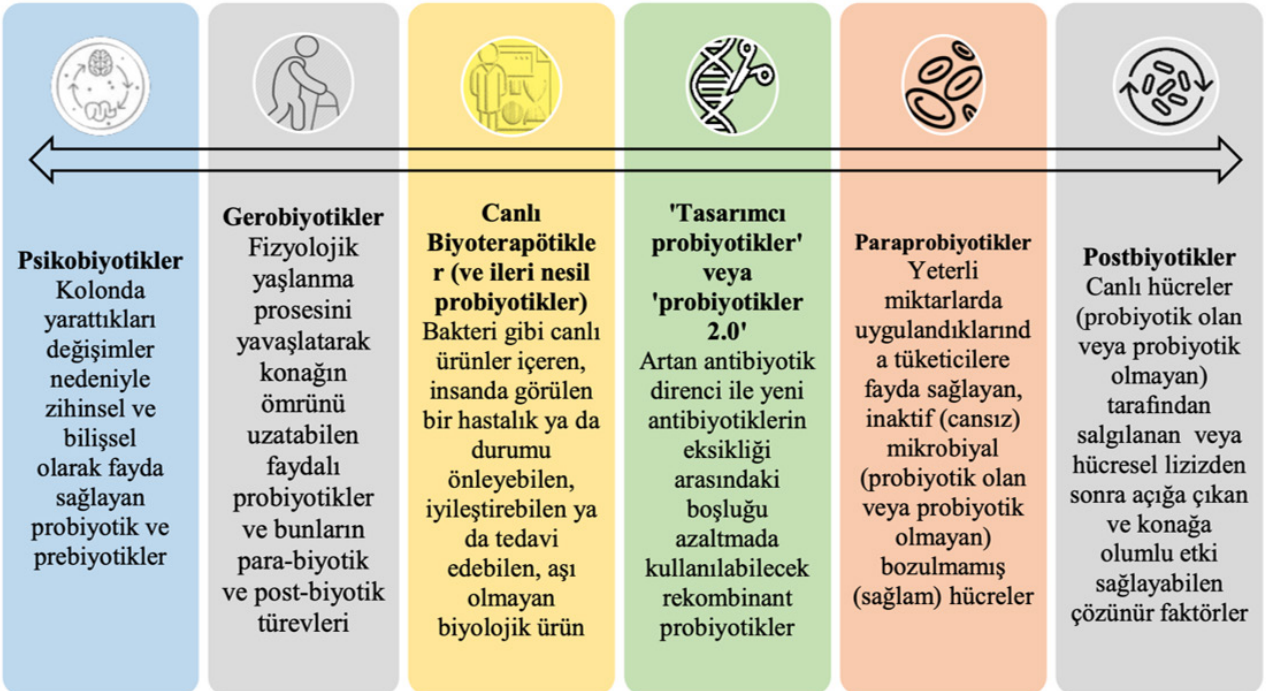 Psikobiyotikler
Kolonda
yarattıkları
değişimler
nedeniyle
zihinsel ve
bilişsel
olarak fayda
sağlayan
probiyotik ve
prebiyotikler
Gerobiyotikler
Fizyolojik
yaşlanma
prosesini
yavaşlatarak
konağın
ömrünü
uzatabilen
faydalı
probiyotikler
ve bunların
para-biyotik
ve post-biyotik
türevleri
Canlı
Biyoterapötikle
r (ve ileri nesil
probiyotikler)
Bakteri gibi canlı
ürünler içeren,
insanda görülen
bir hastalık ya da
durumu
önleyebilen,
iyileştirebilen ya
da tedavi
edebilen, aşı
olmayan
biyolojik ürün
'Tasarımcı
probiyotikler'
veya
'probiyotikler
2.0'
Artan antibiyotik
direnci ile yeni
antibiyotiklerin
eksikliği
arasındaki
boşluğu
azaltmada
kullanılabilecek
rekombinant
probiyotikler
Paraprobiyotikler
Yeterli
miktarlarda
uygulandıklarınd
a tüketicilere
fayda sağlayan,
inaktif (cansız)
mikrobiyal
(probiyotik olan
veya probiyotik
olmayan)
bozulmamış
(sağlam) hücreler
Postbiyotikler
Canlı hücreler
(probiyotik olan
veya probiyotik
olmayan)
tarafından
salgılanan veya
hücresel lizizden
sonra açığa çıkan
ve konağa
olumlu etki
sağlayabilen
çözünür faktörler